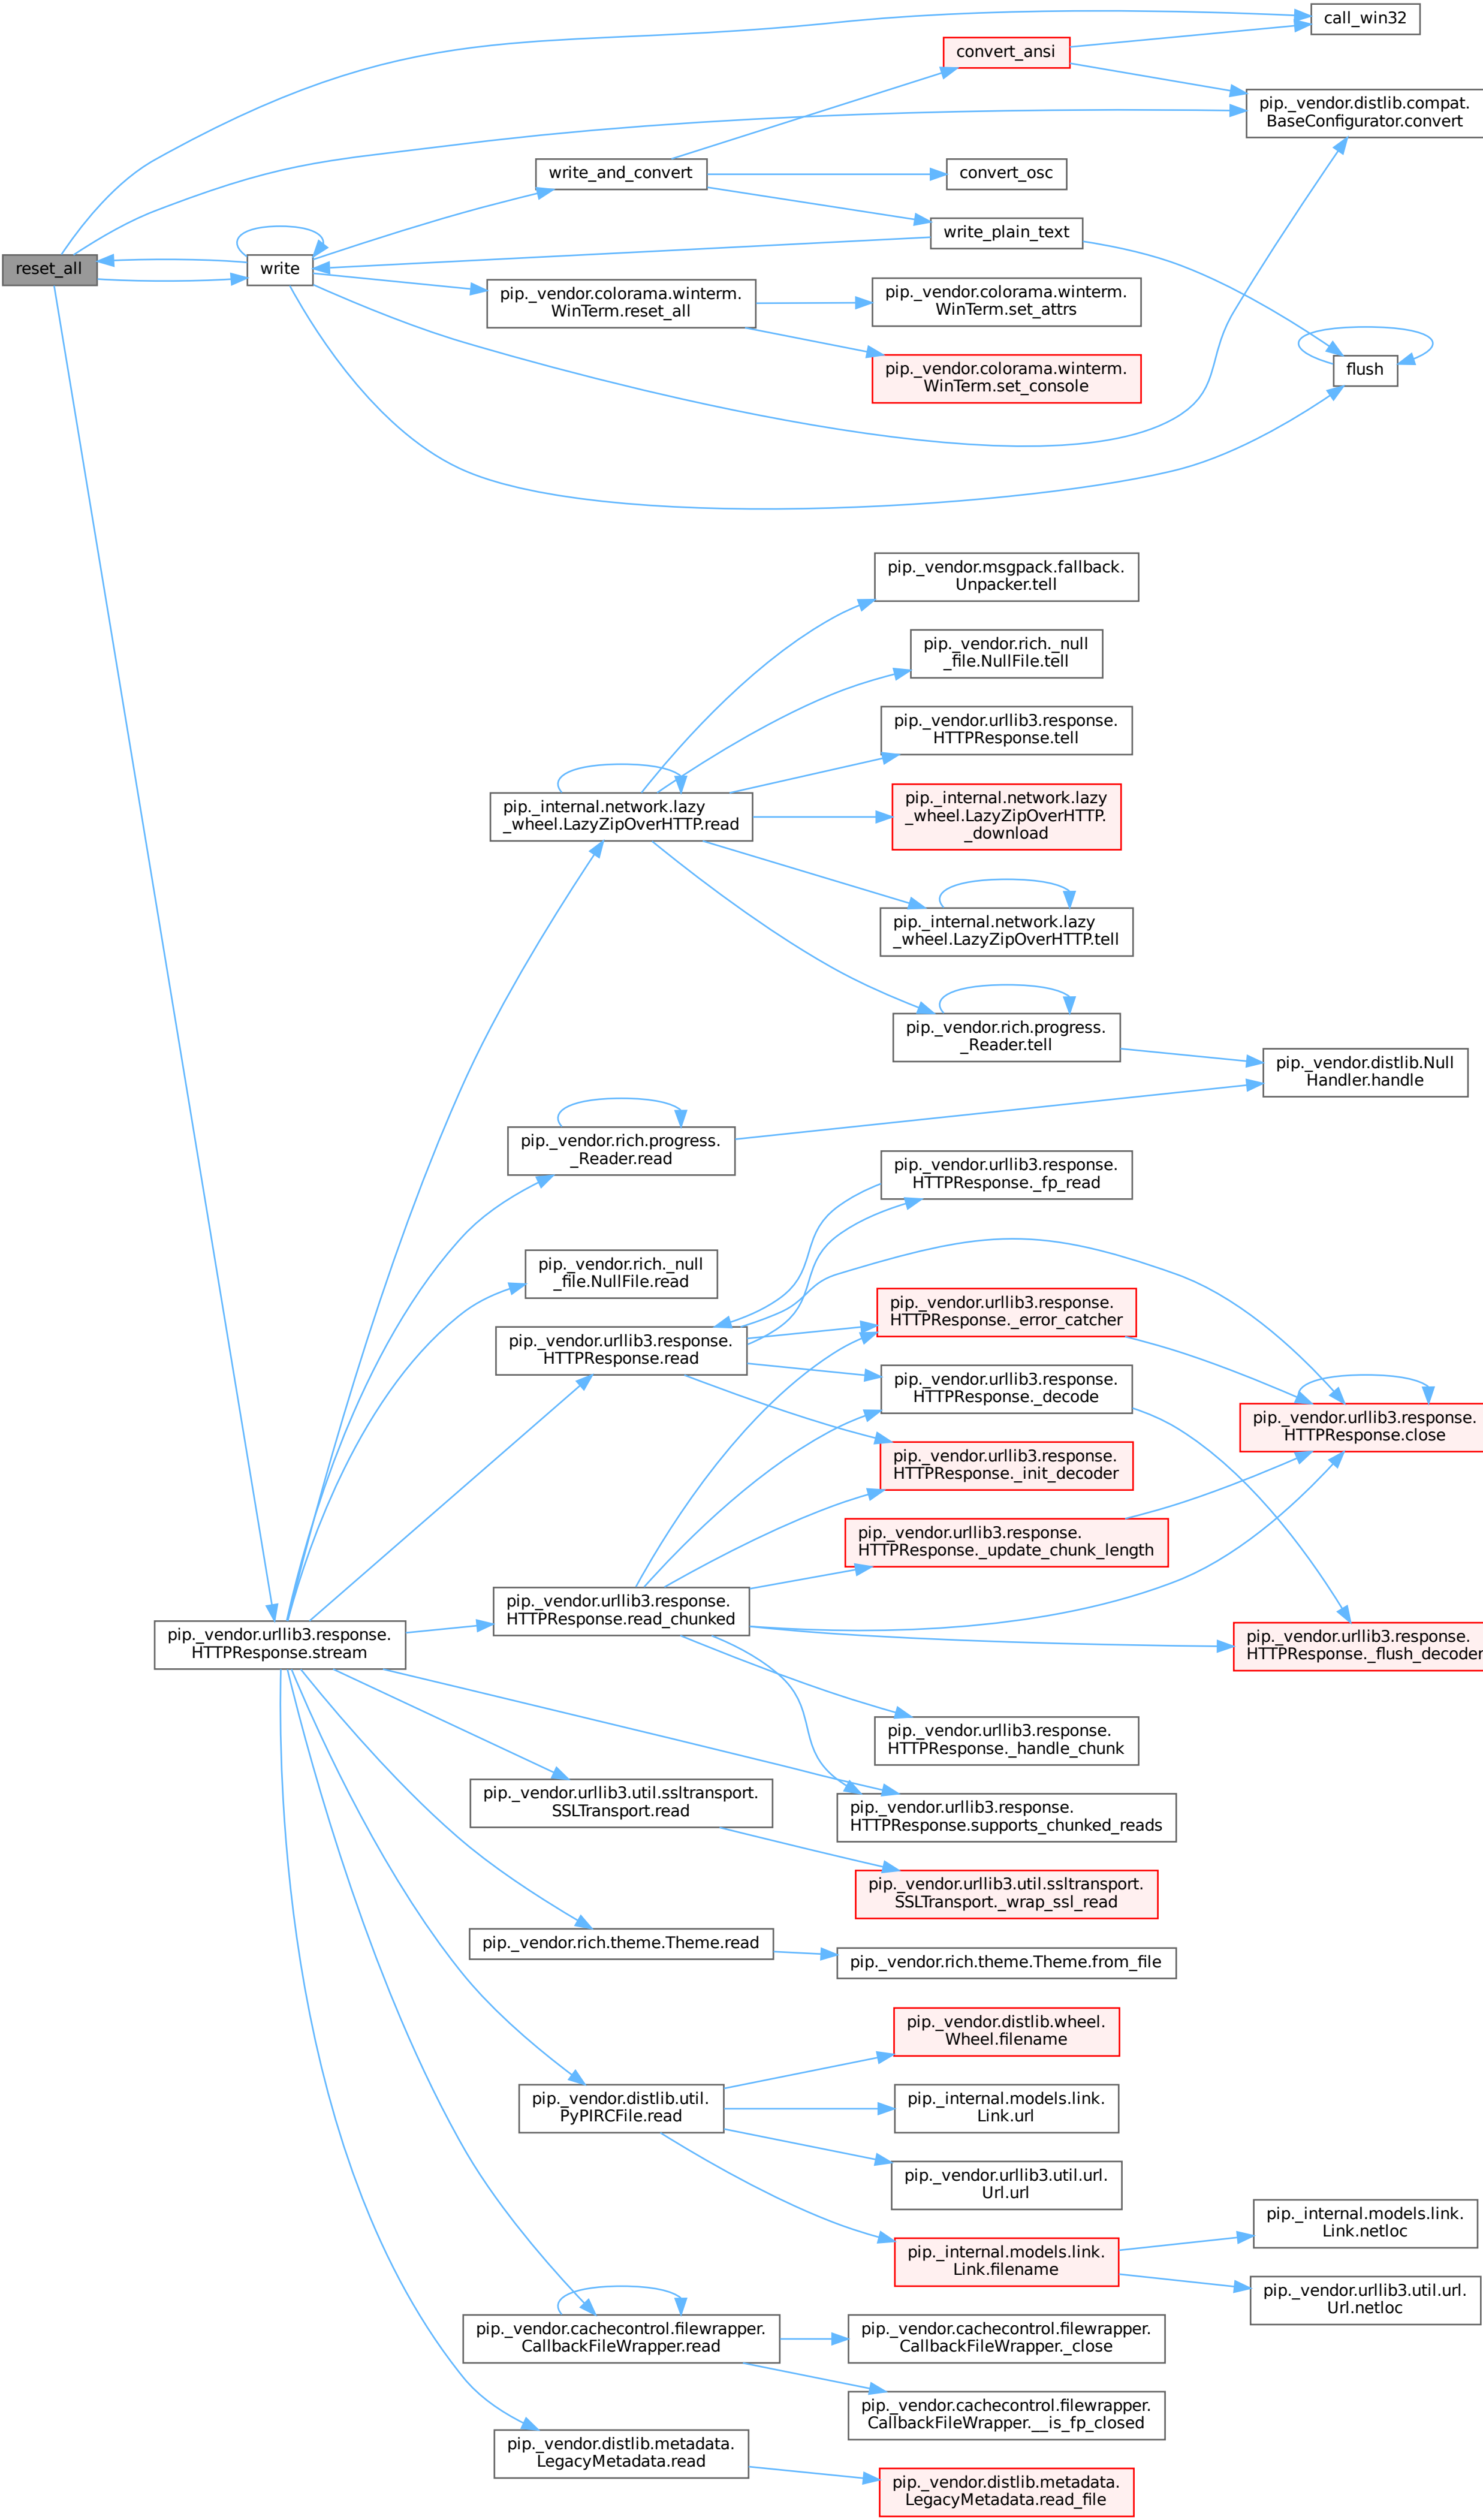 call_win32
convert_ansi
pip._vendor.distlib.compat.
BaseConfigurator.convert
write_and_convert
convert_osc
write_plain_text
reset_all
write
pip._vendor.colorama.winterm.
WinTerm.reset_all
pip._vendor.colorama.winterm.
WinTerm.set_attrs
pip._vendor.colorama.winterm.
WinTerm.set_console
flush
pip._vendor.msgpack.fallback.
Unpacker.tell
pip._vendor.rich._null
_file.NullFile.tell
pip._vendor.urllib3.response.
HTTPResponse.tell
pip._internal.network.lazy
_wheel.LazyZipOverHTTP.read
pip._internal.network.lazy
_wheel.LazyZipOverHTTP.
_download
pip._internal.network.lazy
_wheel.LazyZipOverHTTP.tell
pip._vendor.rich.progress.
_Reader.tell
pip._vendor.distlib.Null
Handler.handle
pip._vendor.rich.progress.
_Reader.read
pip._vendor.urllib3.response.
HTTPResponse._fp_read
pip._vendor.rich._null
_file.NullFile.read
pip._vendor.urllib3.response.
HTTPResponse._error_catcher
pip._vendor.urllib3.response.
HTTPResponse.read
pip._vendor.urllib3.response.
HTTPResponse._decode
pip._vendor.urllib3.response.
HTTPResponse.close
pip._vendor.urllib3.response.
HTTPResponse._init_decoder
pip._vendor.urllib3.response.
HTTPResponse._update_chunk_length
pip._vendor.urllib3.response.
HTTPResponse.read_chunked
pip._vendor.urllib3.response.
HTTPResponse.stream
pip._vendor.urllib3.response.
HTTPResponse._flush_decoder
pip._vendor.urllib3.response.
HTTPResponse._handle_chunk
pip._vendor.urllib3.util.ssltransport.
SSLTransport.read
pip._vendor.urllib3.response.
HTTPResponse.supports_chunked_reads
pip._vendor.urllib3.util.ssltransport.
SSLTransport._wrap_ssl_read
pip._vendor.rich.theme.Theme.read
pip._vendor.rich.theme.Theme.from_file
pip._vendor.distlib.wheel.
Wheel.filename
pip._vendor.distlib.util.
PyPIRCFile.read
pip._internal.models.link.
Link.url
pip._vendor.urllib3.util.url.
Url.url
pip._internal.models.link.
Link.filename
pip._internal.models.link.
Link.netloc
pip._vendor.urllib3.util.url.
Url.netloc
pip._vendor.cachecontrol.filewrapper.
CallbackFileWrapper.read
pip._vendor.cachecontrol.filewrapper.
CallbackFileWrapper._close
pip._vendor.cachecontrol.filewrapper.
CallbackFileWrapper.__is_fp_closed
pip._vendor.distlib.metadata.
LegacyMetadata.read
pip._vendor.distlib.metadata.
LegacyMetadata.read_file